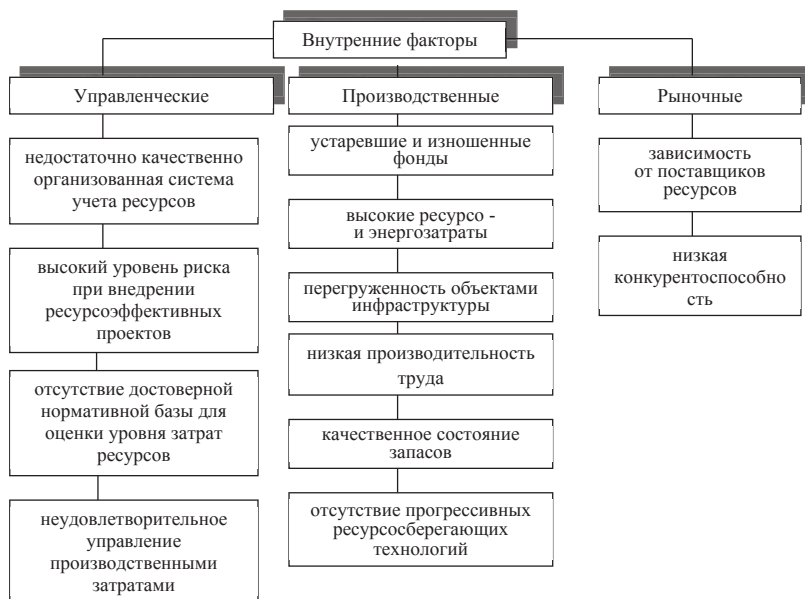 Внутренние факторы
Управленческие
недостаточно качественно
организованная система
учета ресурсов
высокий уровень риска
при внедрении
ресурсоэффективных
проектов
отсутствие достоверной
нормативной базы для
оценки уровня затрат
ресурсов
неудовлетворительное
управление
производственными
затратами
Производственные
устаревшие и изношенные
фонды
высокие ресурсо -
и энергозатраты
перегруженность объектами
инфраструктуры
низкая производительность
труда
качественное состояние
запасов
отсутствие прогрессивных
ресурсосберегающих
технологий
Рыночные
зависимость
от поставщиков
ресурсов
низкая
конкурентоспособно
сть